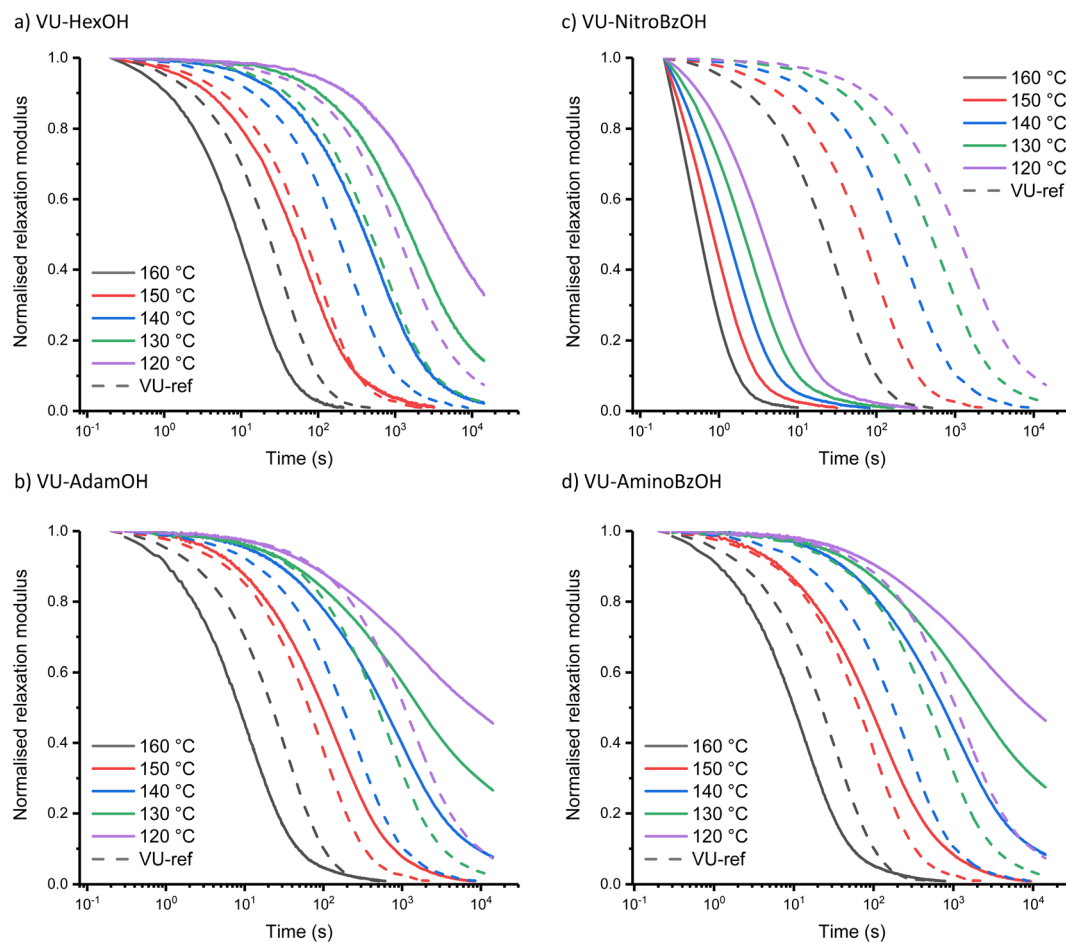 a) VU-HexOH
Normalised relaxation modulus
1.0
0.8
0.6
0.4
0.2
0.0
160 °C
150 °C
140 °C
130 °C
120 °C
VU-ref
10-1
100
101
102
103
104
Time (s)
c) VU-NitroBzOH
Normalised relaxation modulus
1.0
0.8
0.6
0.4
0.2
0.0
160 °C
150 °C
140 °C
130 °C
120 °C
VU-ref
10-1
100
101
102
103
104
Time (s)
b) VU-AdamOH
Normalised relaxation modulus
1.0
0.8
0.6
0.4
0.2
0.0
160 °C
150 °C
140 °C
130 °C
120 °C
VU-ref
10-1
100
101
102
103
104
Time (s)
d) VU-AminoBzOH
Normalised relaxation modulus
1.0
0.8
0.6
0.4
0.2
0.0
160 °C
150 °C
140 °C
130 °C
120 °C
VU-ref
10-1
100
101
102
103
104
Time (s)